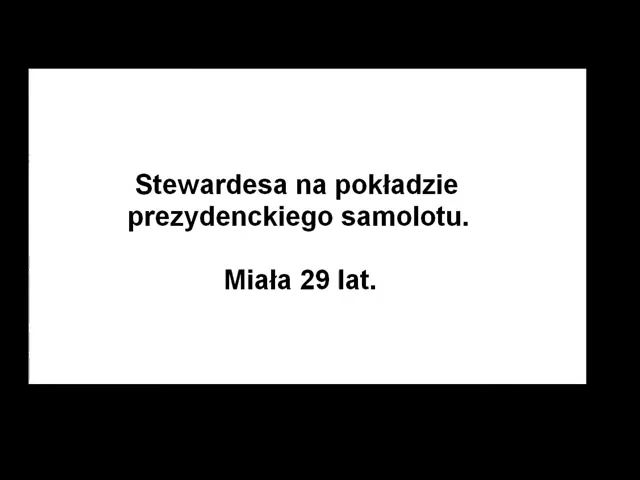 Stewardesa na pokładzie
prezydenckiego samolotu.
Miała 29 lat.